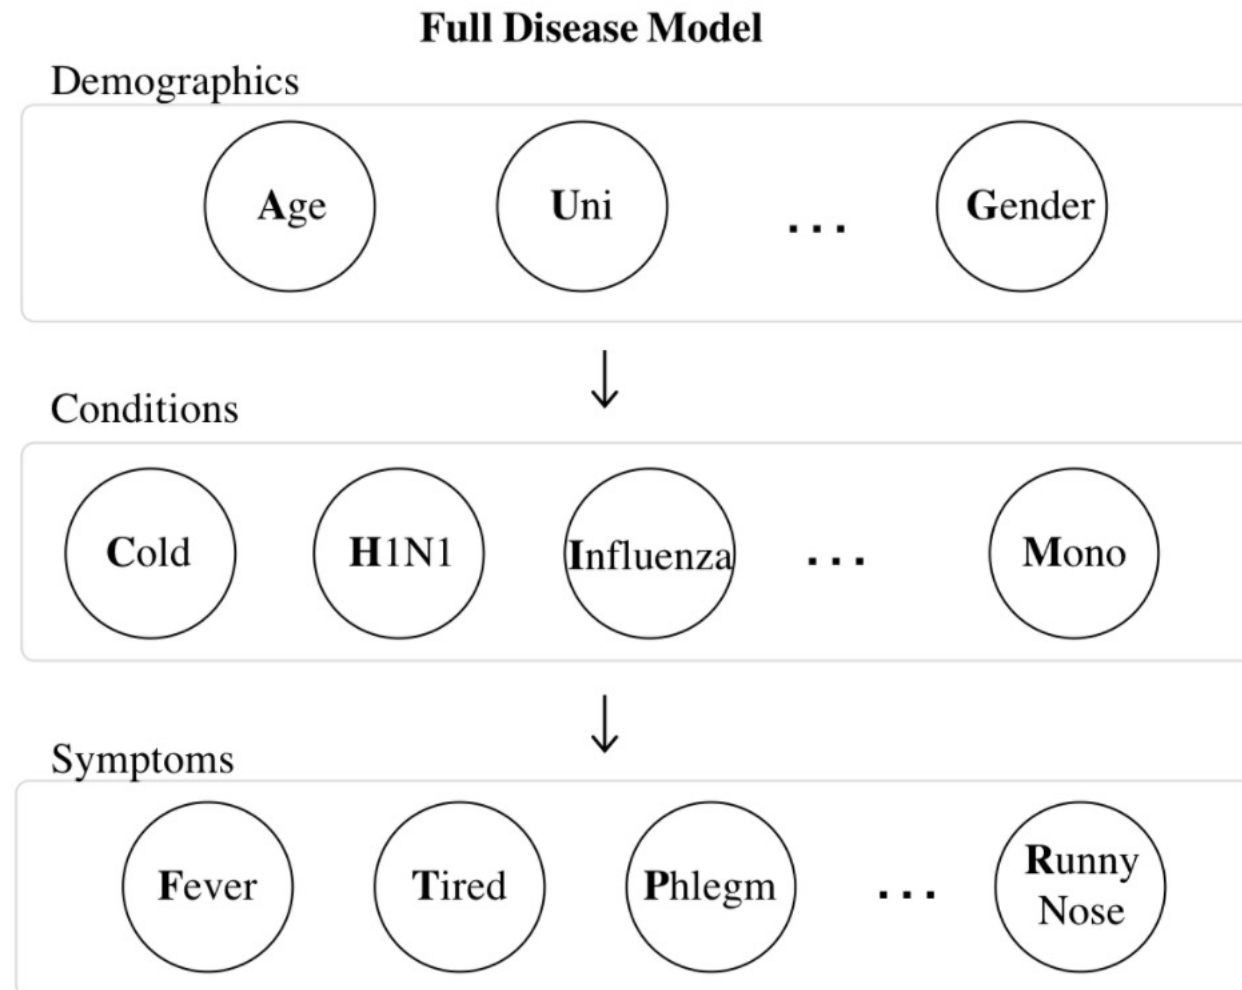 Full Disease Model
Demographics
Age
Uni
...
Gender
Conditions
Cold
H1N1
Influenza
...
Mono
Symptoms
Fever
Tired
Phlegm
...
Runny
Nose